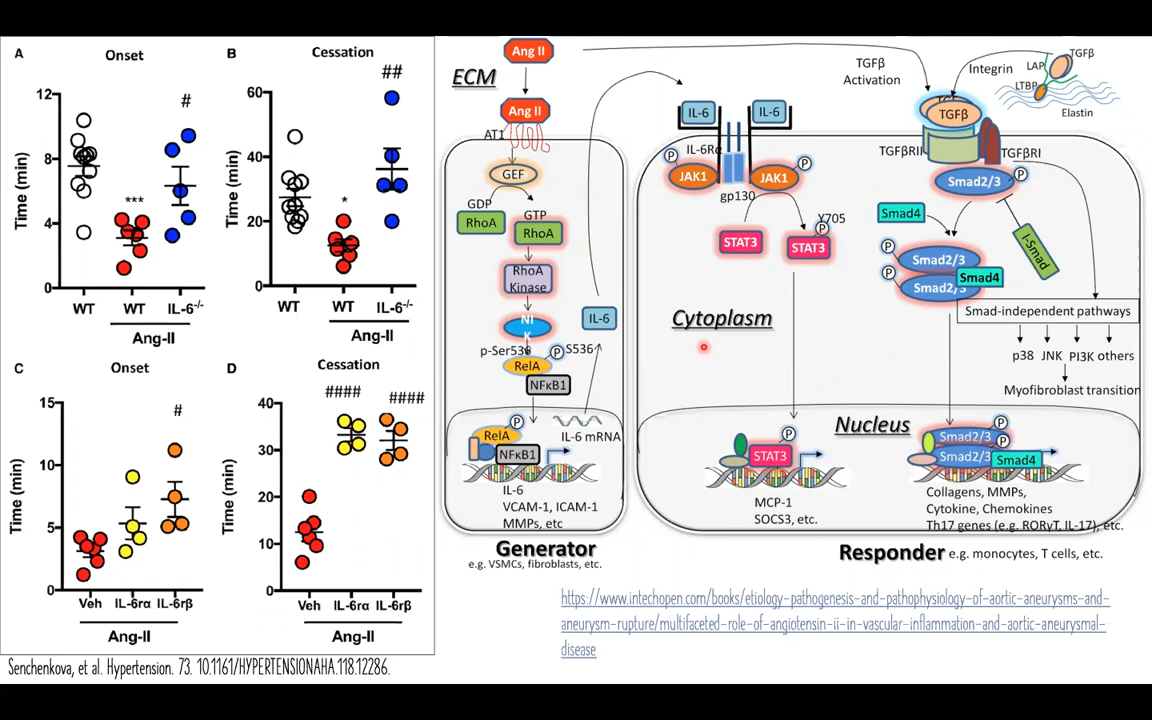 A
Onset
Time (min)
12
8
4
0
***
#
WT
WT
IL-6-/-
Ang-II
B
Cessation
Time (min)
60
40
20
0
*
##
WT
WT
IL-6-/-
Ang-II
C
Onset
Time (min)
15
10
5
0
#
Veh
IL-6rα
IL-6rβ
Ang-II
D
Cessation
Time (min)
40
30
20
10
0
####
####
Veh
IL-6rα
IL-6rβ
Ang-II
Senchenkova, et al. Hypertension. 73. 10.1161/HYPERTENSIONAHA.118.12286.
ECM
Ang II
Ang II
AT1
GEF
GDP
RhoA
GTP
RhoA
RhoA
Kinase
NIK
p-Ser536
P
S536
RelA
NFκB1
IL-6
IL-6 mRNA
P
RelA
NFκB1
IL-6
VCAM-1, ICAM-1
MMPs, etc
Generator
e.g. VSMCs, fibroblasts, etc.
IL-6
IL-6
IL-6Rα
P
JAK1
JAK1
P
gp130
STAT3
Y705
P
STAT3
Cytoplasm
Nucleus
P
STAT3
MCP-1
SOCS3, etc.
TGFβ
Activation
Integrin
LAP
TGFβ
LTBP
Elastin
TGFβ
TGFβRII
TGFβRI
Smad2/3
P
Smad4
I-Smad
P
Smad2/3
P
Smad2/3
Smad4
Smad-independent pathways
p38 JNK PI3K others
Myofibroblast transition
P
Smad2/3
P
Smad2/3
Smad4
Collagens, MMPs,
Cytokine, Chemokines
Th17 genes (e.g. RORγT, IL-17), etc.
Responder e.g. monocytes, T cells, etc.
https://www.intechopen.com/books/etiology-pathogenesis-and-pathophysiology-of-aortic-aneurysms-and-
aneurysm-rupture/multifaceted-role-of-angiotensin-ii-in-vascular-inflammation-and-aortic-aneurysmal-
disease